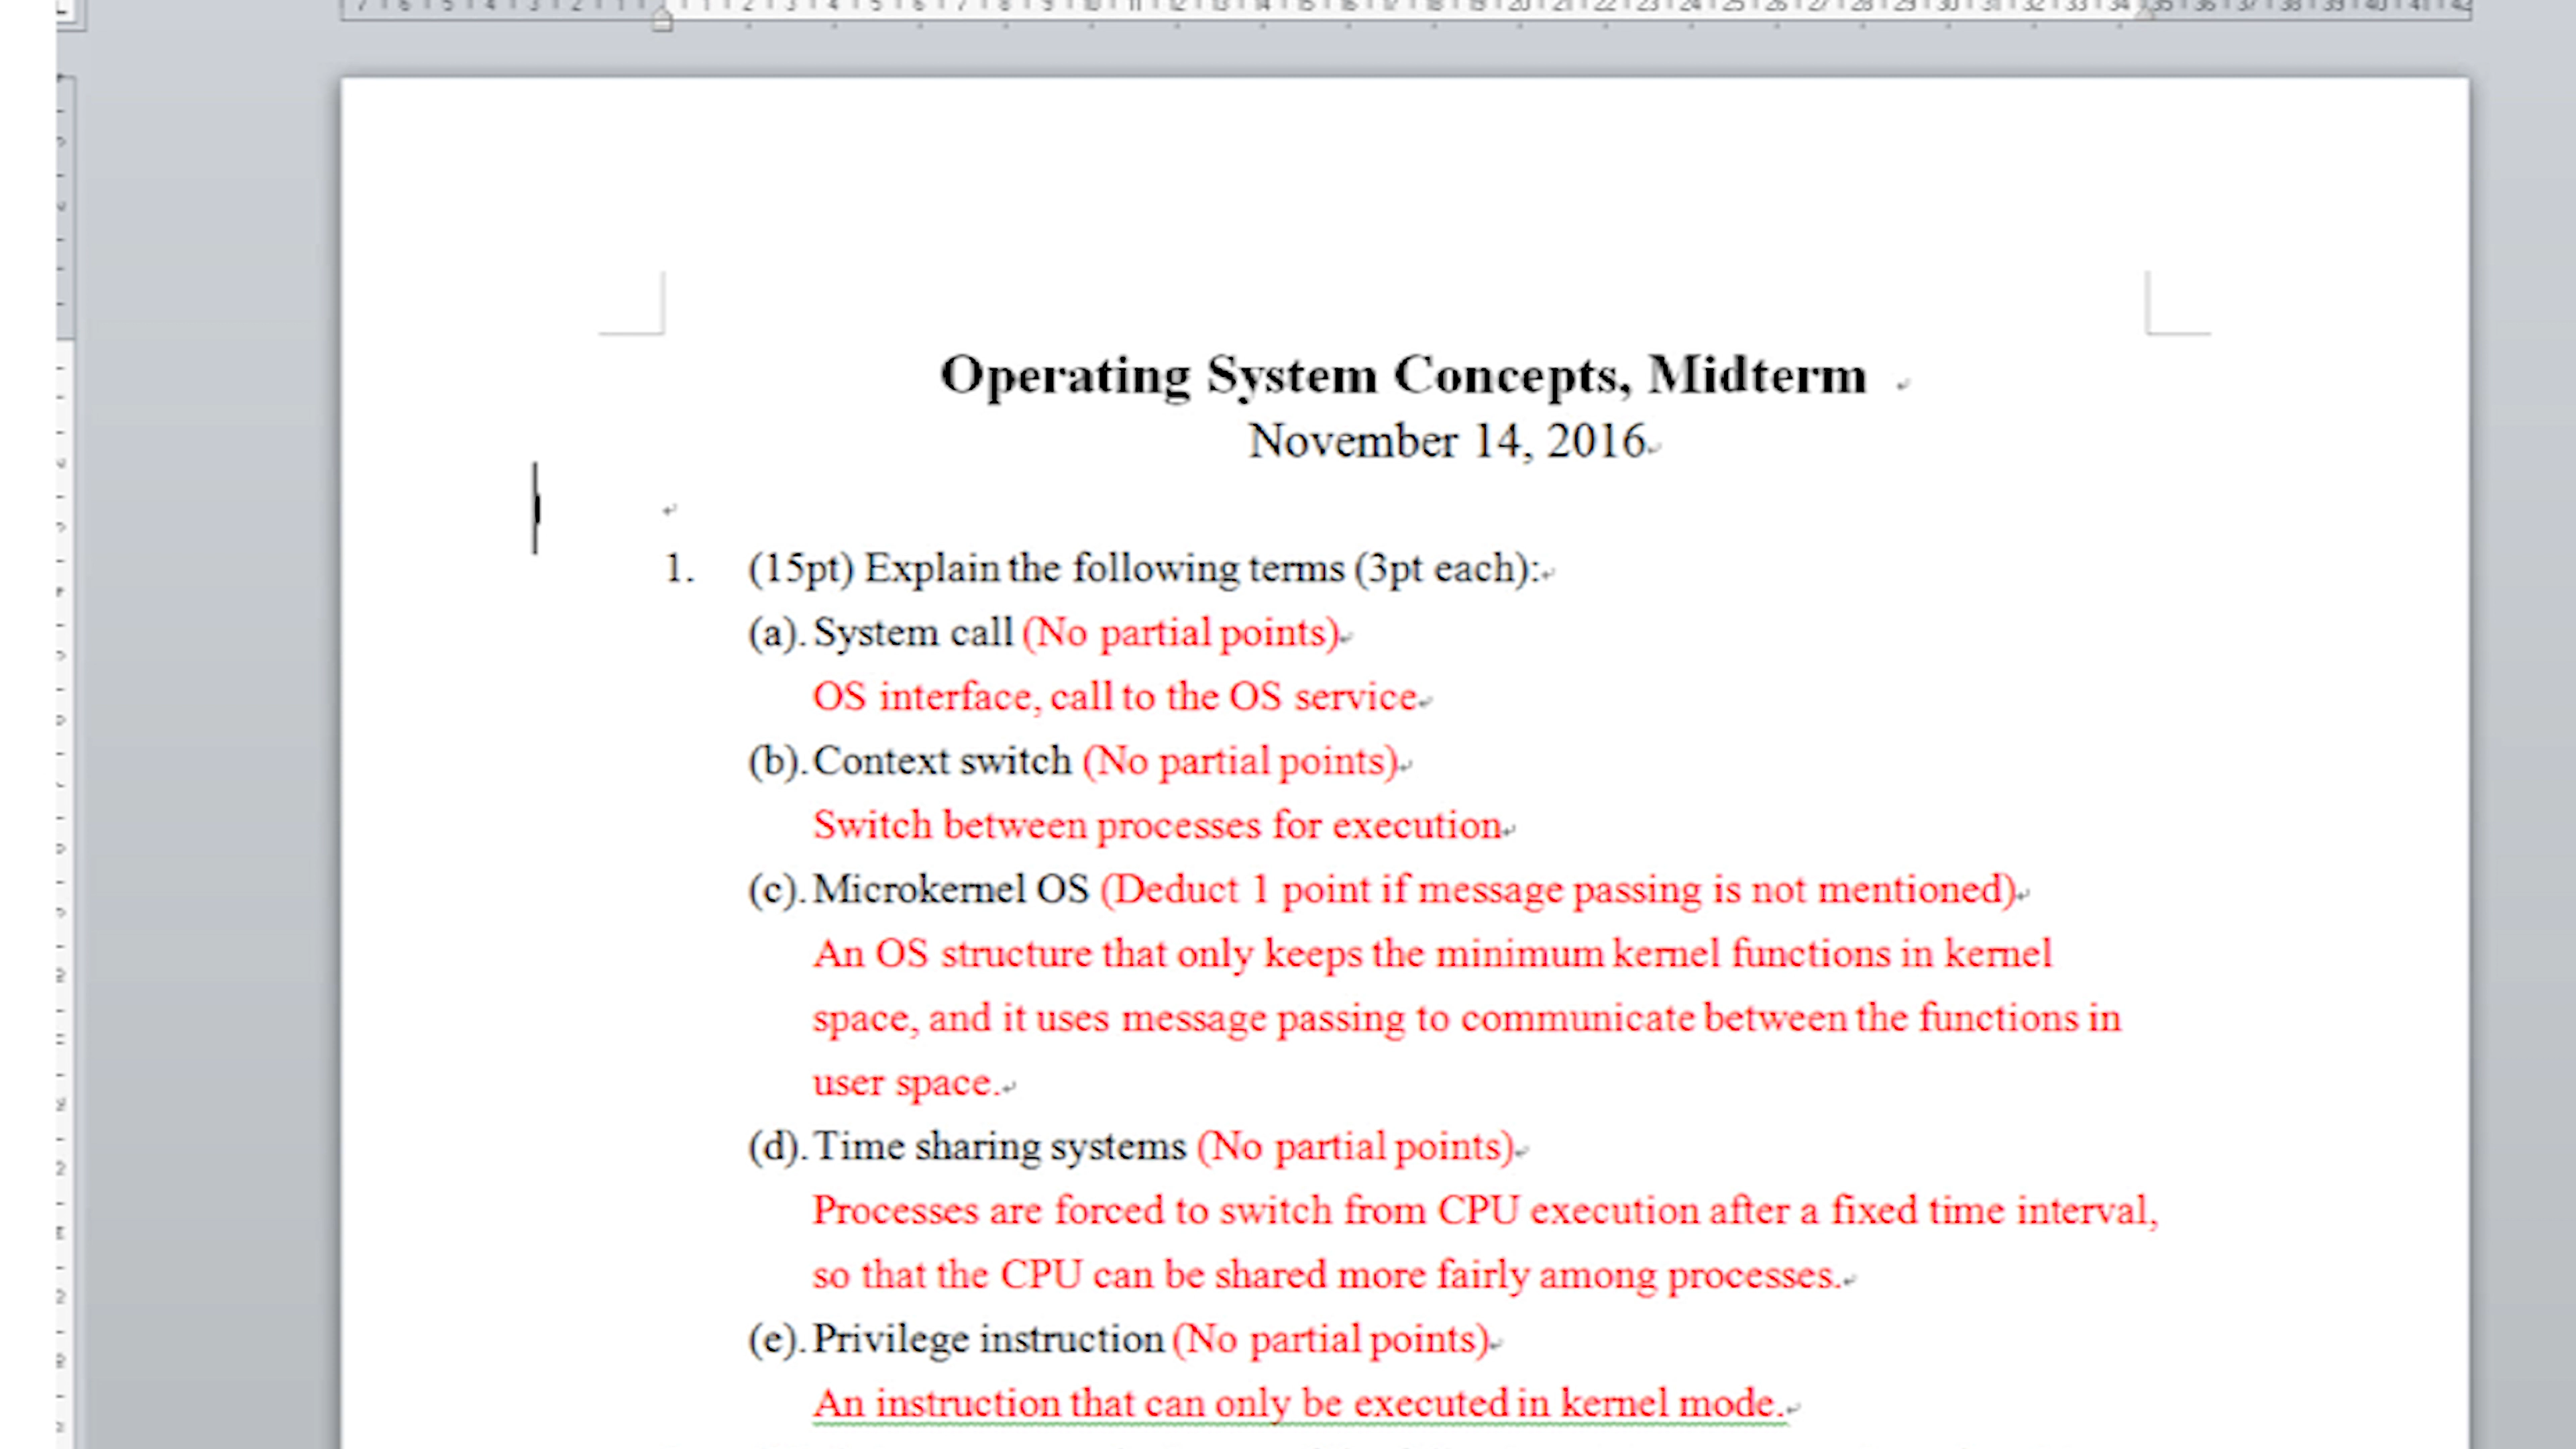 Operating System Concepts, Midterm
November 14, 2016
1. (15pt) Explain the following terms (3pt each):
(a). System call (No partial points)
OS interface, call to the OS service
(b). Context switch (No partial points)
Switch between processes for execution
(c). Microkernel OS (Deduct 1 point if message passing is not mentioned)
An OS structure that only keeps the minimum kernel functions in kernel
space, and it uses message passing to communicate between the functions in
user space.
(d). Time sharing systems (No partial points)
Processes are forced to switch from CPU execution after a fixed time interval,
so that the CPU can be shared more fairly among processes.
(e). Privilege instruction (No partial points)
An instruction that can only be executed in kernel mode.